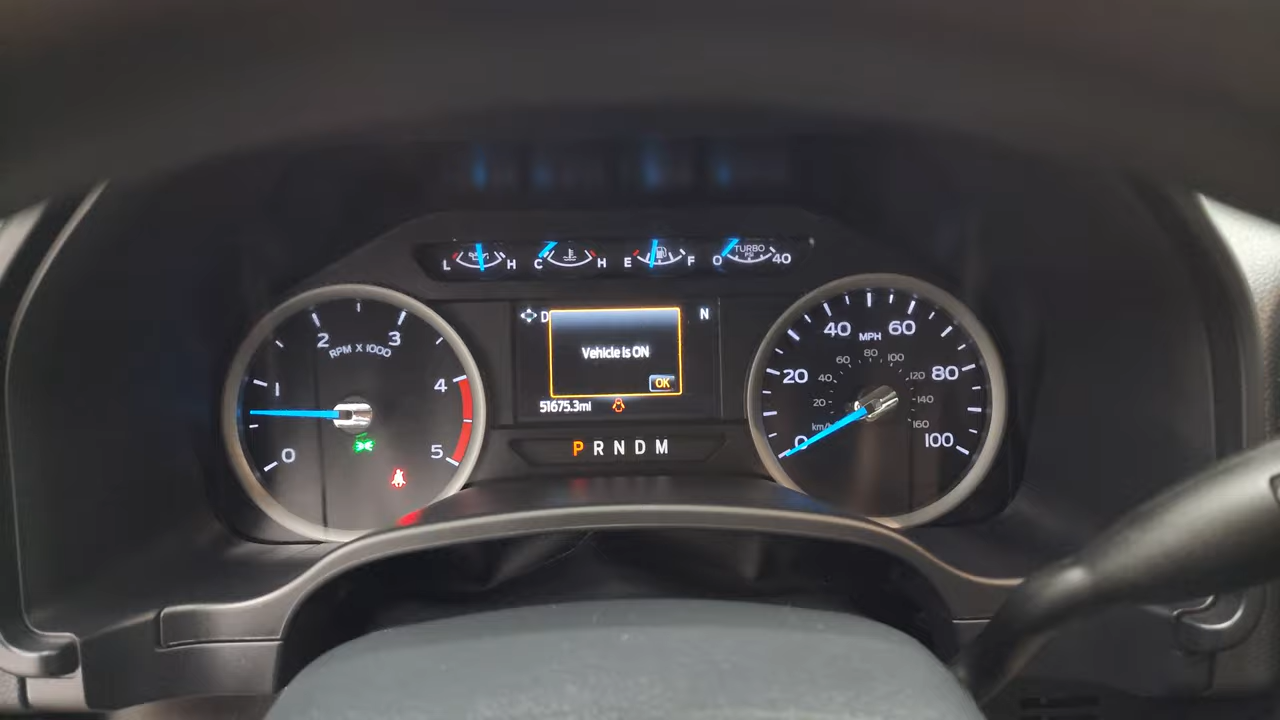 L H C H E F 0 TURBO PSI 40
D N
Vehicle is ON
OK
51675.3mi
P R N D M
0 1 2 3 4 5
RPM X 1000
0 20 40 60 80 100
MPH
20 40 60 80 100 120 140 160
km/h